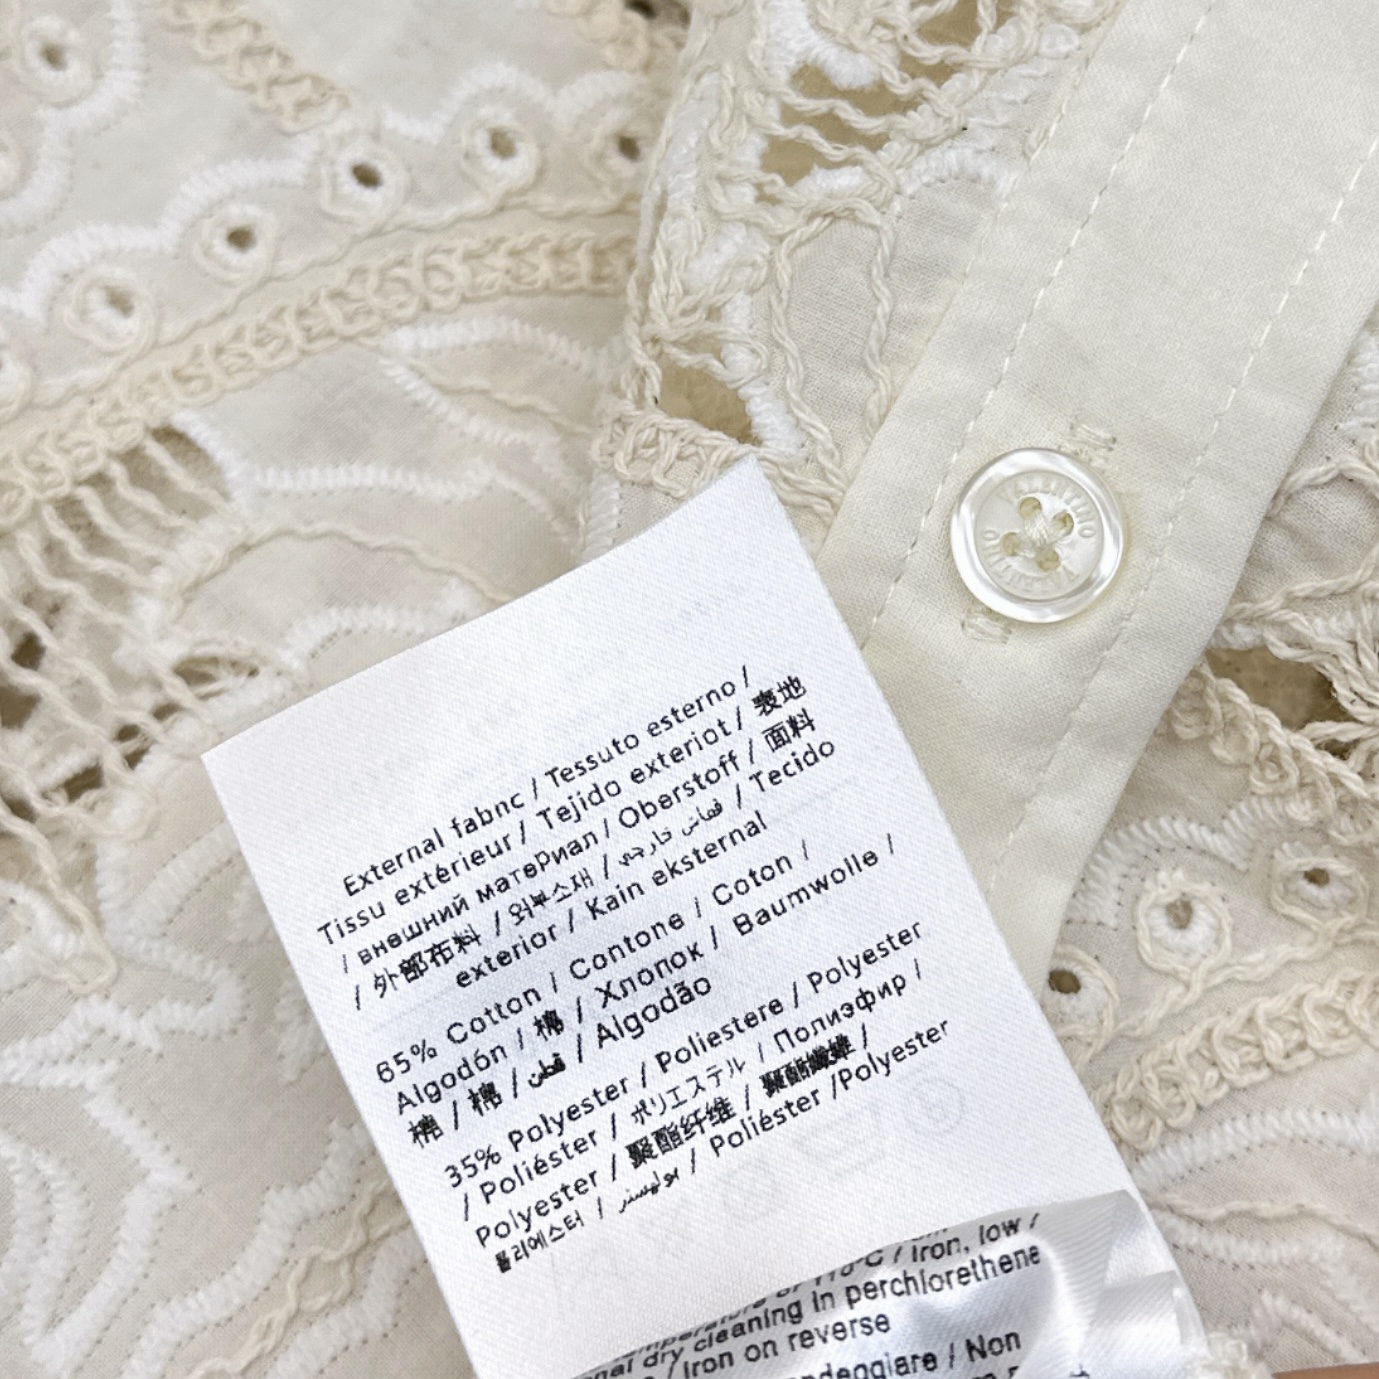 VALENTINO
VALENTINO
External fabnc / Tessuto esterno /
Tissu extérieur / Tejido exteriot / 表地
/ внешний материал / Oberstoff / 面料
/ 外部布料 / 외부소재 / قماش خارجي / Tecido
exterior / Kain eksternal
65% Cotton / Contone / Coton /
Algodón / 棉 / Хлопок / Baumwolle /
棉 / 棉 / قطن / Algodão
35% Polyester / Poliestere / Polyester
/ Poliéster / ポリエステル / Полиэфир /
Polyester / 聚酯纤维 / 聚酯纖維 /
폴리에스터 / بوليستر / Poliéster /Polyester
110°C / Iron, low /
dry cleaning in perchlorethene
/ Iron on reverse
/ Non